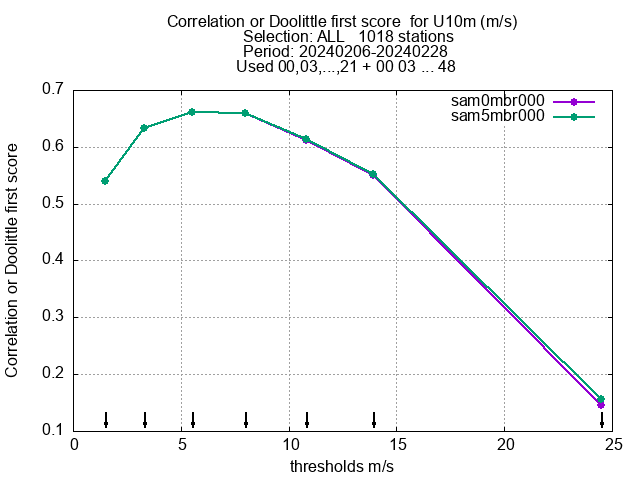 Correlation or Doolittle first score  for U10m (m/s)
Selection: ALL   1018 stations
Period: 20240206-20240228
Used 00,03,...,21 + 00 03 ... 48
sam0mbr000
sam5mbr000
Correlation or Doolittle first score
0.7
0.6
0.5
0.4
0.3
0.2
0.1
0 5 10 15 20 25
thresholds m/s